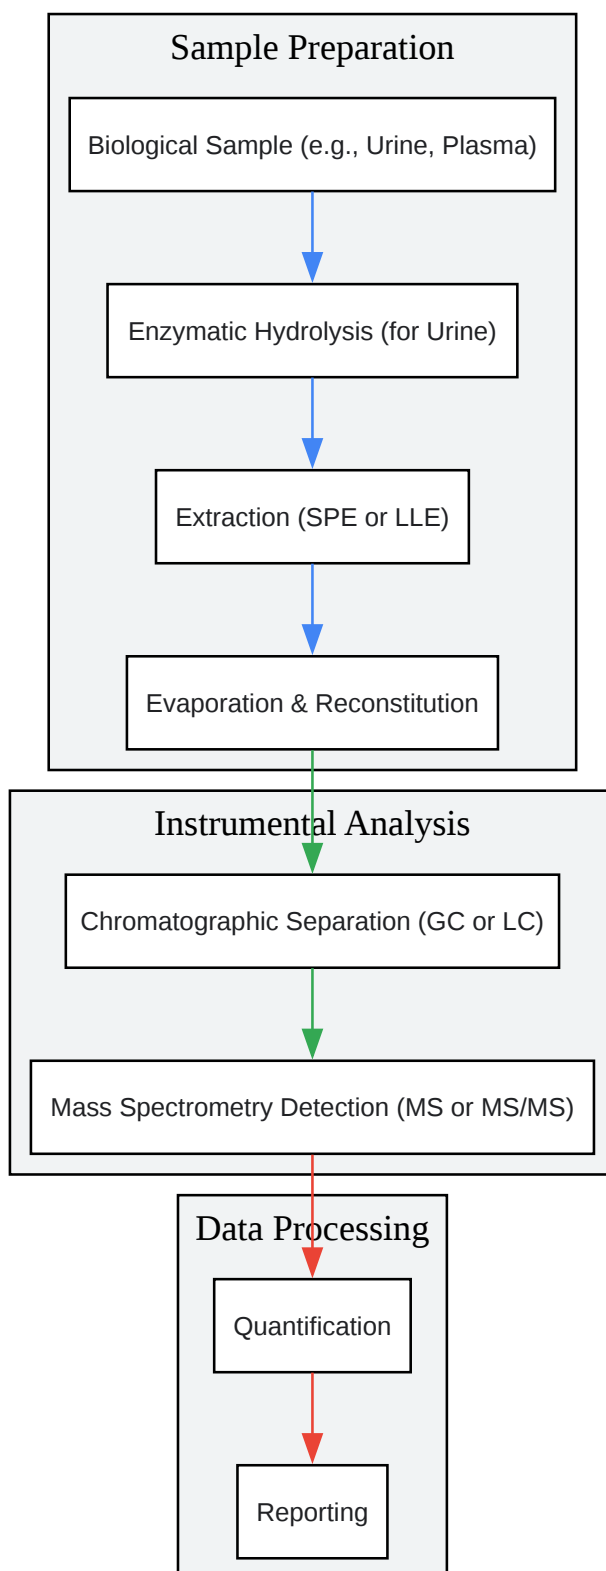 Sample Preparation
Biological Sample (e.g., Urine, Plasma)
Enzymatic Hydrolysis (for Urine)
Extraction (SPE or LLE)
Evaporation & Reconstitution
Instrumental Analysis
Chromatographic Separation (GC or LC)
Mass Spectrometry Detection (MS or MS/MS)
Data Processing
Quantification
Reporting